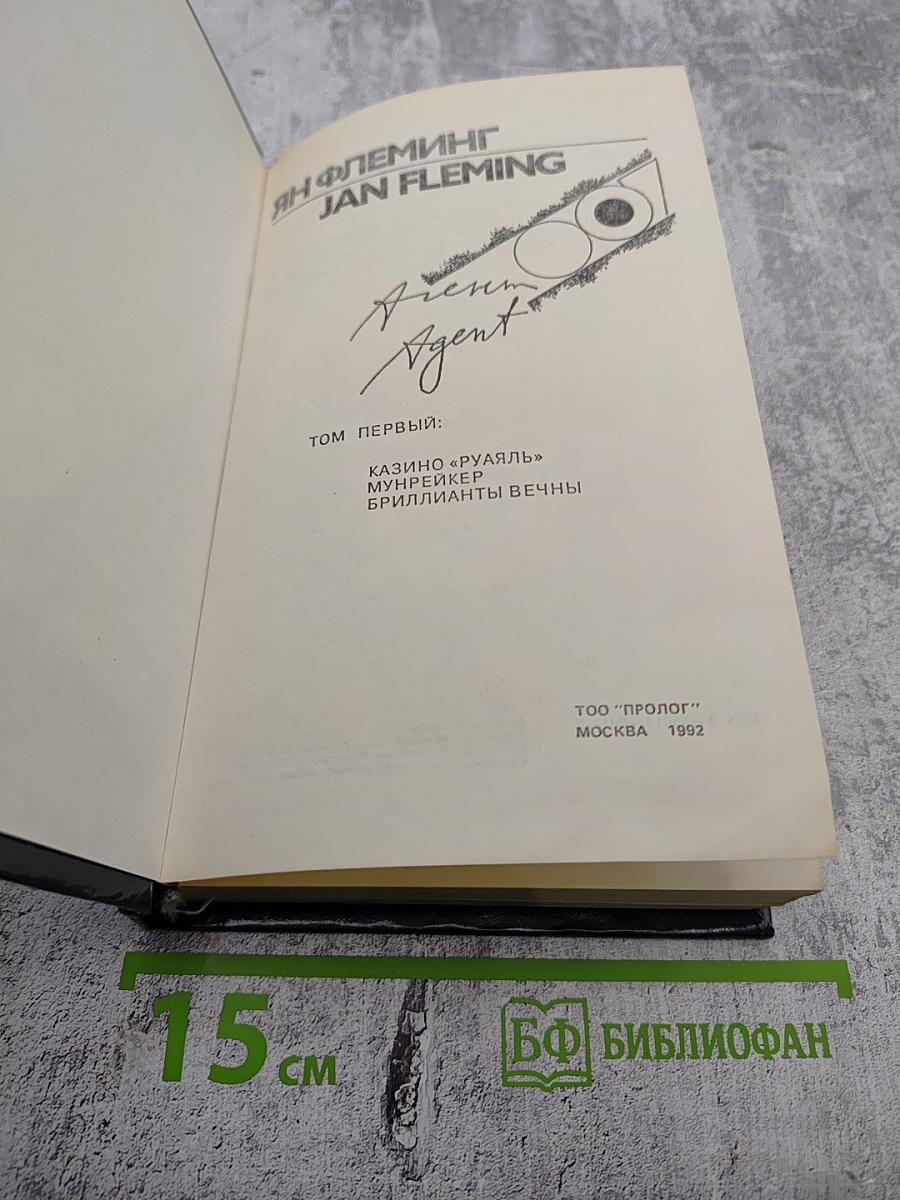 ЯН ФЛЕМИНГ
JAN FLEMING
007
Агент
Agent
ТОМ ПЕРВЫЙ:
КАЗИНО «РУАЯЛЬ»
МУНРЕЙКЕР
БРИЛЛИАНТЫ ВЕЧНЫ
ТОО "ПРОЛОГ"
МОСКВА 1992
15 см
БФ БИБЛИОФАН